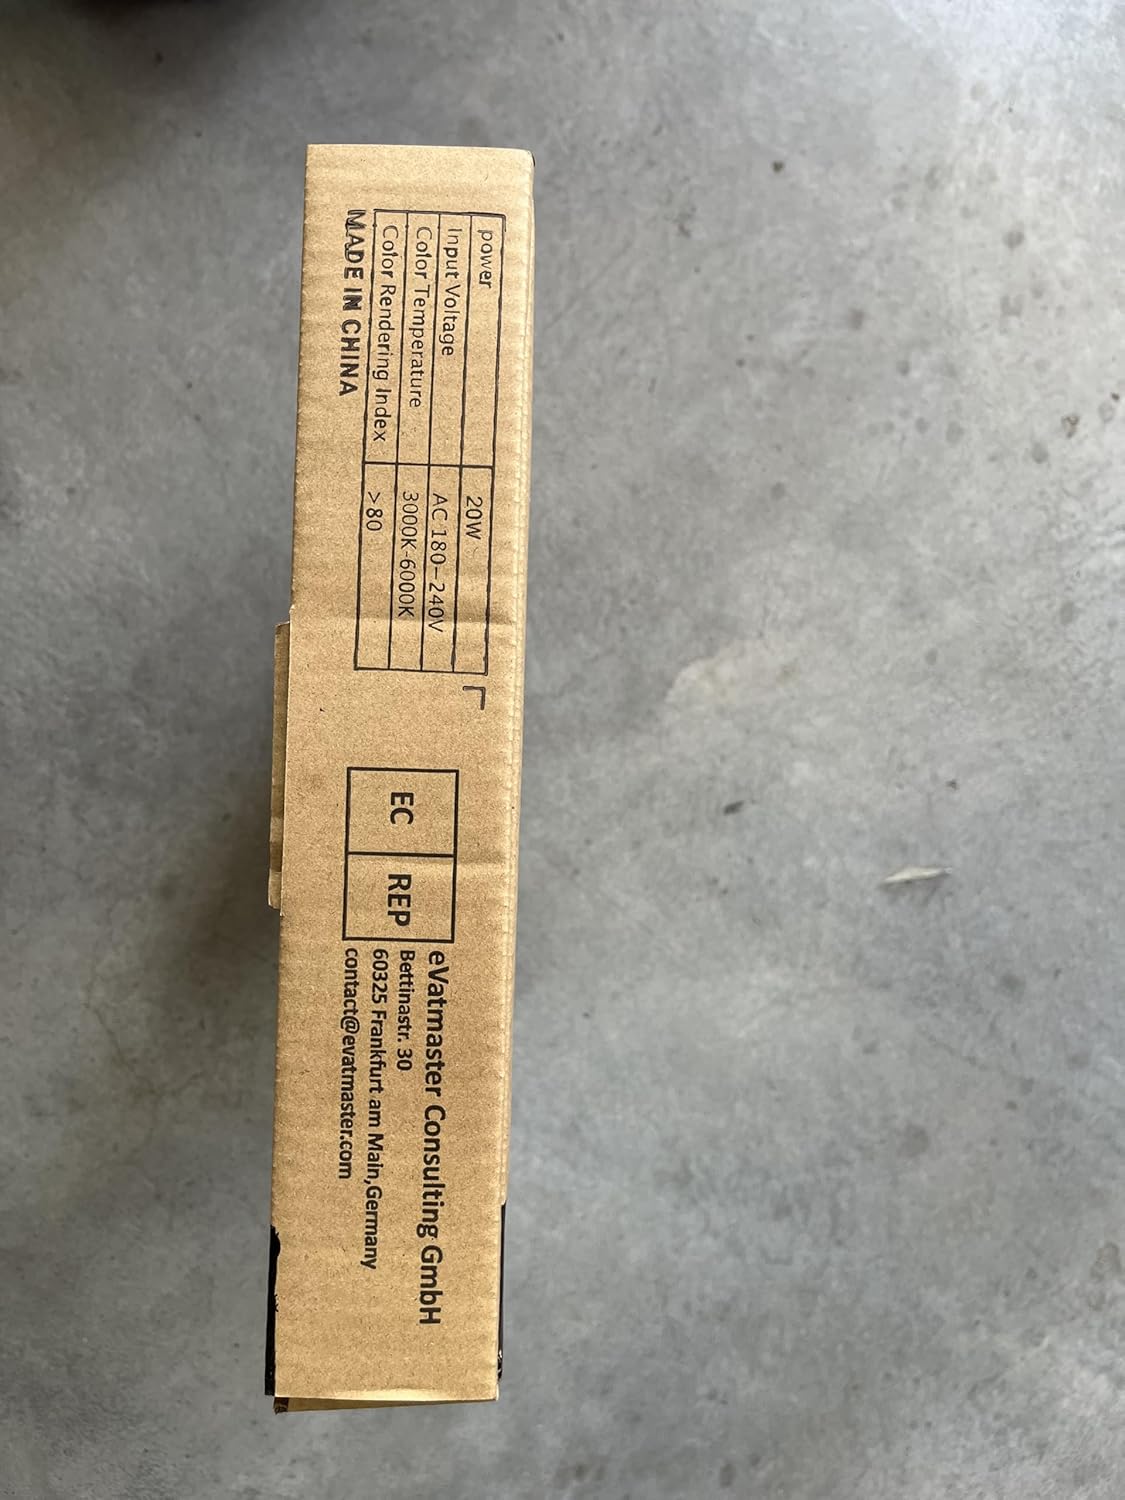 power 20W
Input Voltage AC 180-240V
Color Temperature 3000K-6000K
Color Rendering Index >80
MADE IN CHINA
EC REP
eVatmaster Consulting GmbH
Bettinastr. 30
60325 Frankfurt am Main,Germany
contact@evatmaster.com